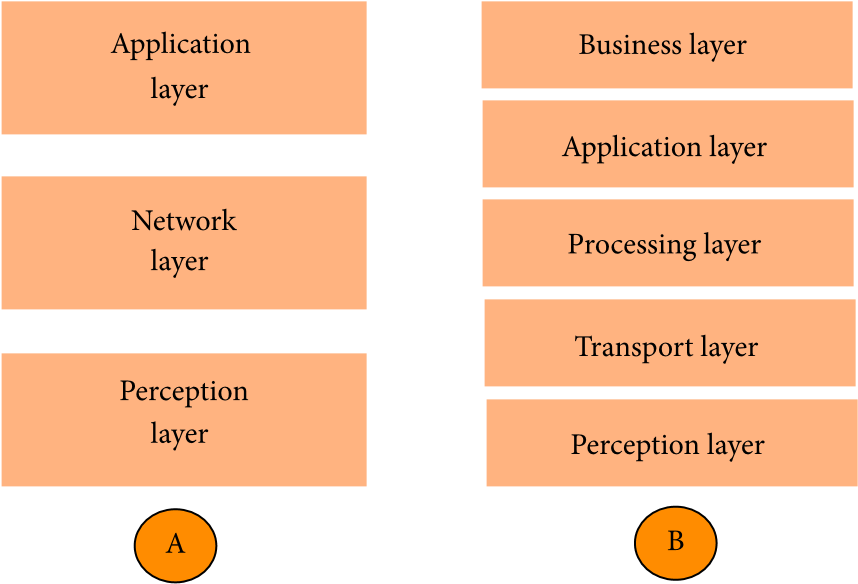 Application
layer
Network
layer
Perception
layer
A
Business layer
Application layer
Processing layer
Transport layer
Perception layer
B